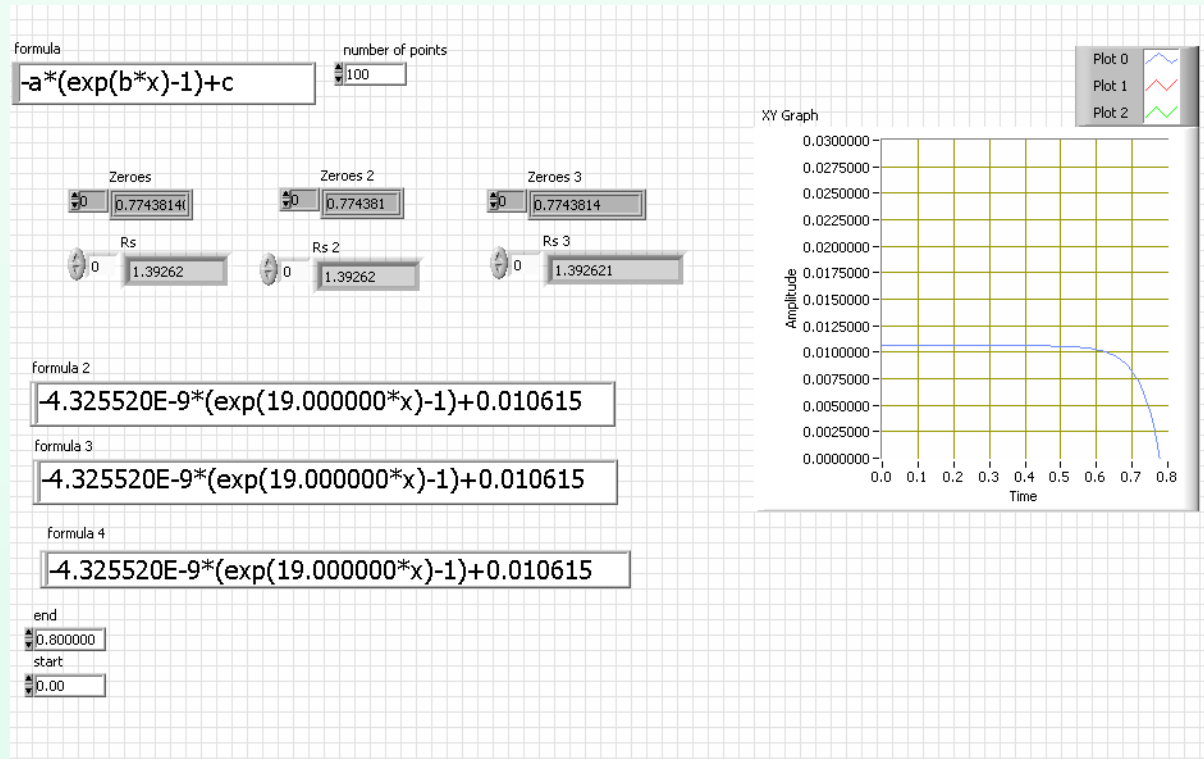 formula
-a*(exp(b*x)-1)+c
number of points
100
Plot 0
Plot 1
Plot 2
XY Graph
0.0300000
0.0275000
0.0250000
0.0225000
0.0200000
0.0175000
0.0150000
0.0125000
0.0100000
0.0075000
0.0050000
0.0025000
0.0000000
Amplitude
0.0 0.1 0.2 0.3 0.4 0.5 0.6 0.7 0.8
Time
Zeroes
0 0.7743814(
Zeroes 2
0 0.774381
Zeroes 3
0 0.7743814
Rs
0 1.39262
Rs 2
0 1.39262
Rs 3
0 1.392621
formula 2
-4.325520E-9*(exp(19.000000*x)-1)+0.010615
formula 3
-4.325520E-9*(exp(19.000000*x)-1)+0.010615
formula 4
-4.325520E-9*(exp(19.000000*x)-1)+0.010615
end
0.800000
start
0.00